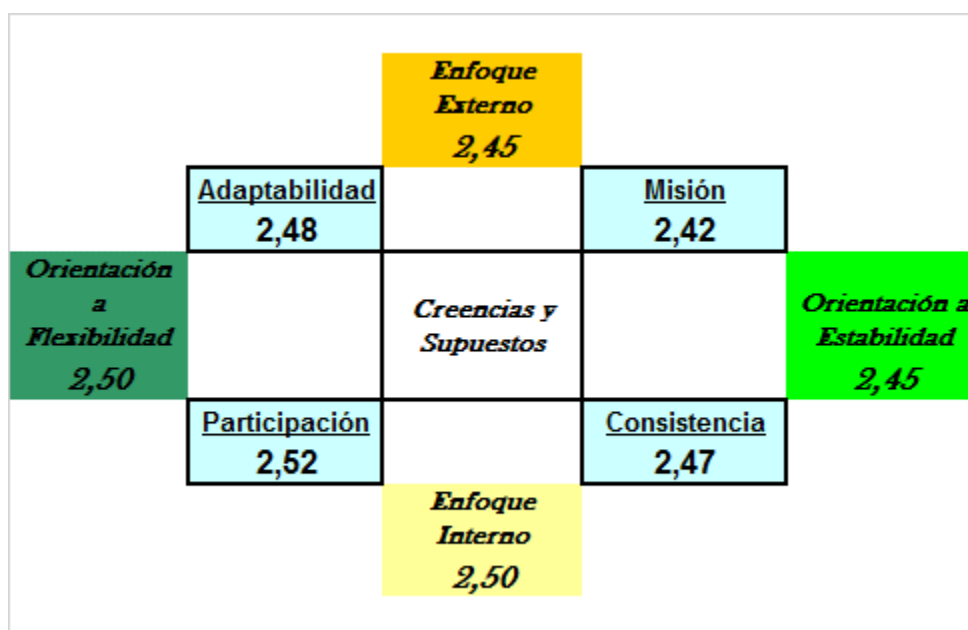 Enfoque
Externo
2,45
Adaptabilidad
2,48
Misión
2,42
Orientación
a
Flexibilidad
2,50
Creencias y
Supuestos
Orientación a
Estabilidad
2,45
Participación
2,52
Consistencia
2,47
Enfoque
Interno
2,50